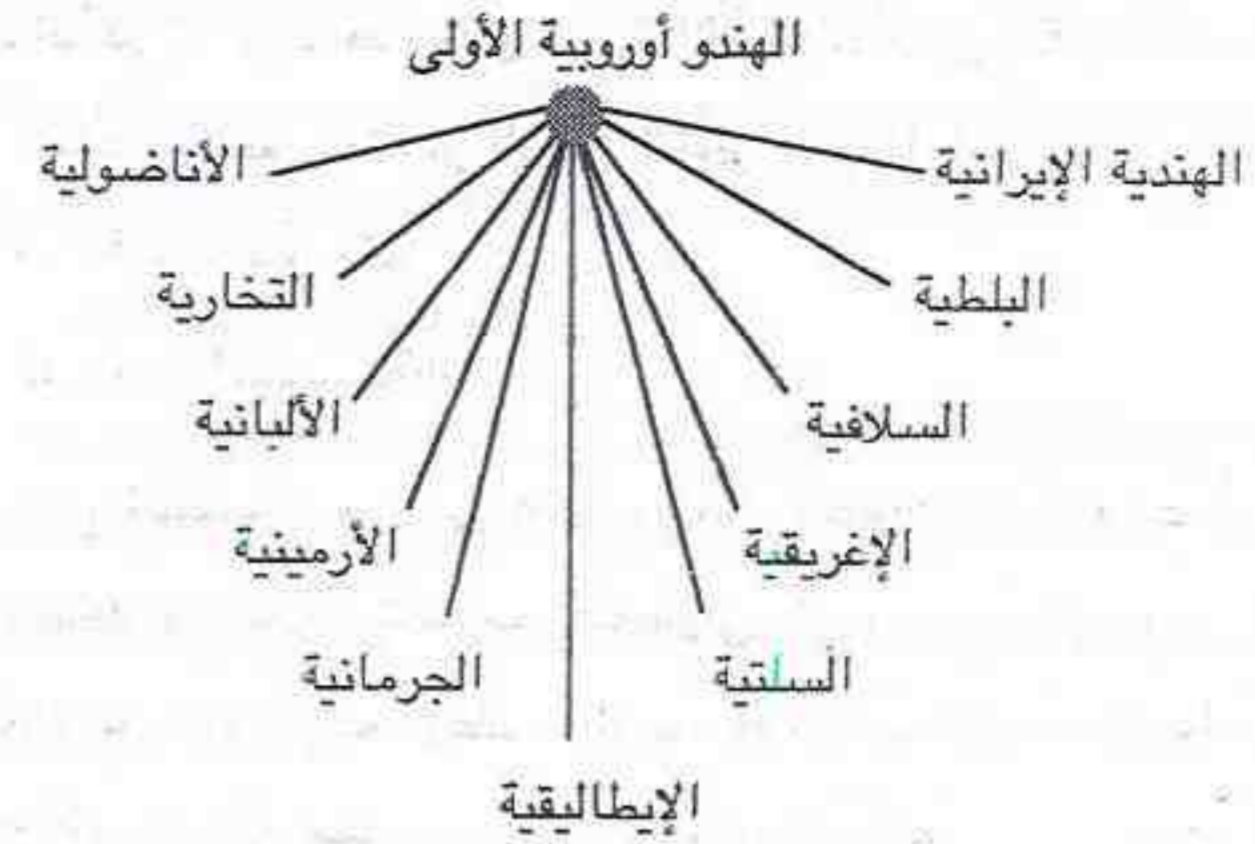 الهندو أوروبية الأولى
الهندية الإيرانية
الأناضولية
البلطية
التخارية
السلافية
الألبانية
الإغريقية
الأرمينية
السلتية
الجرمانية
الإيطاليقية